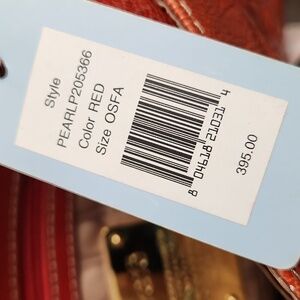 Style
PEARLP205366
Color RED
Size OSFA
8 04618 21031 4
395.00